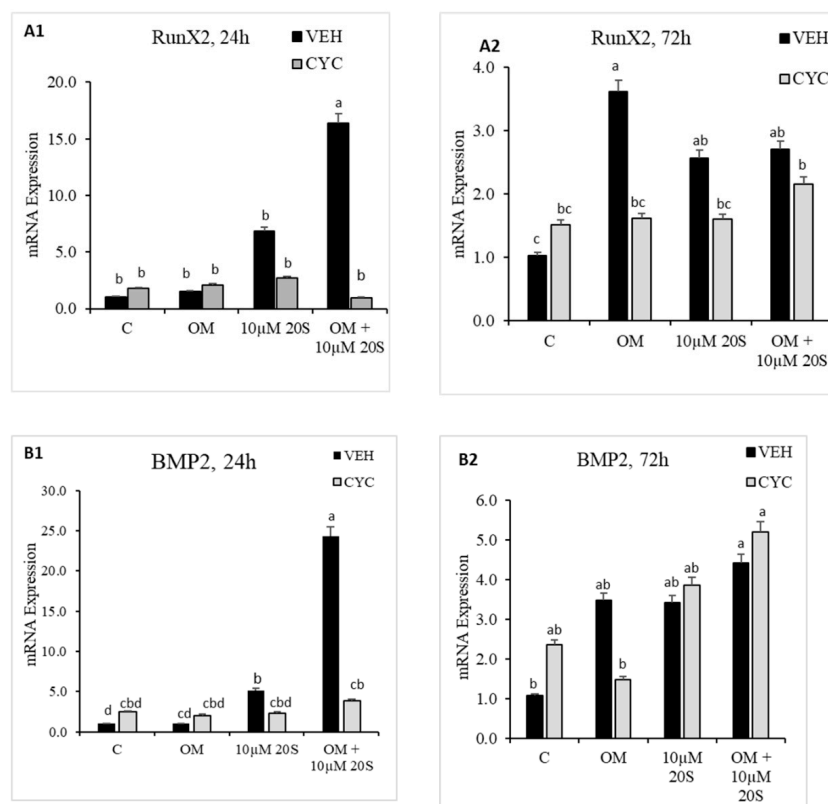 A1
RunX2, 24h
VEH
CYC
20.0
15.0
10.0
5.0
0.0
mRNA Expression
b b b b b b a b
C OM 10µM 20S OM +
10µM 20S
A2
RunX2, 72h
VEH
CYC
4.0
3.0
2.0
1.0
0.0
mRNA Expression
c bc a bc ab bc ab b
C OM 10µM 20S OM +
10µM 20S
B1
BMP2, 24h
VEH
CYC
30.0
25.0
20.0
15.0
10.0
5.0
0.0
mRNA Expression
d cbd cd cbd b cbd a cb
C OM 10µM 20S OM +
10µM 20S
B2
BMP2, 72h
VEH
CYC
6.0
5.0
4.0
3.0
2.0
1.0
0.0
mRNA Expression
b ab ab b ab ab a a
C OM 10µM OM +
20S 10µM
20S